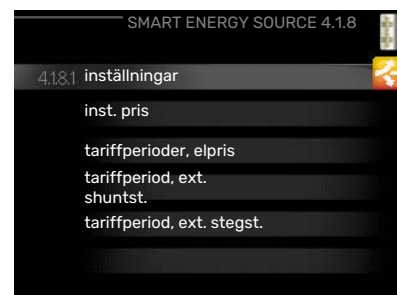 SMART ENERGY SOURCE 4.1.8
4.1.8.1 inställningar
inst. pris
tariffperioder, elpris
tariffperiod, ext.
shuntst.
tariffperiod, ext. stegst.